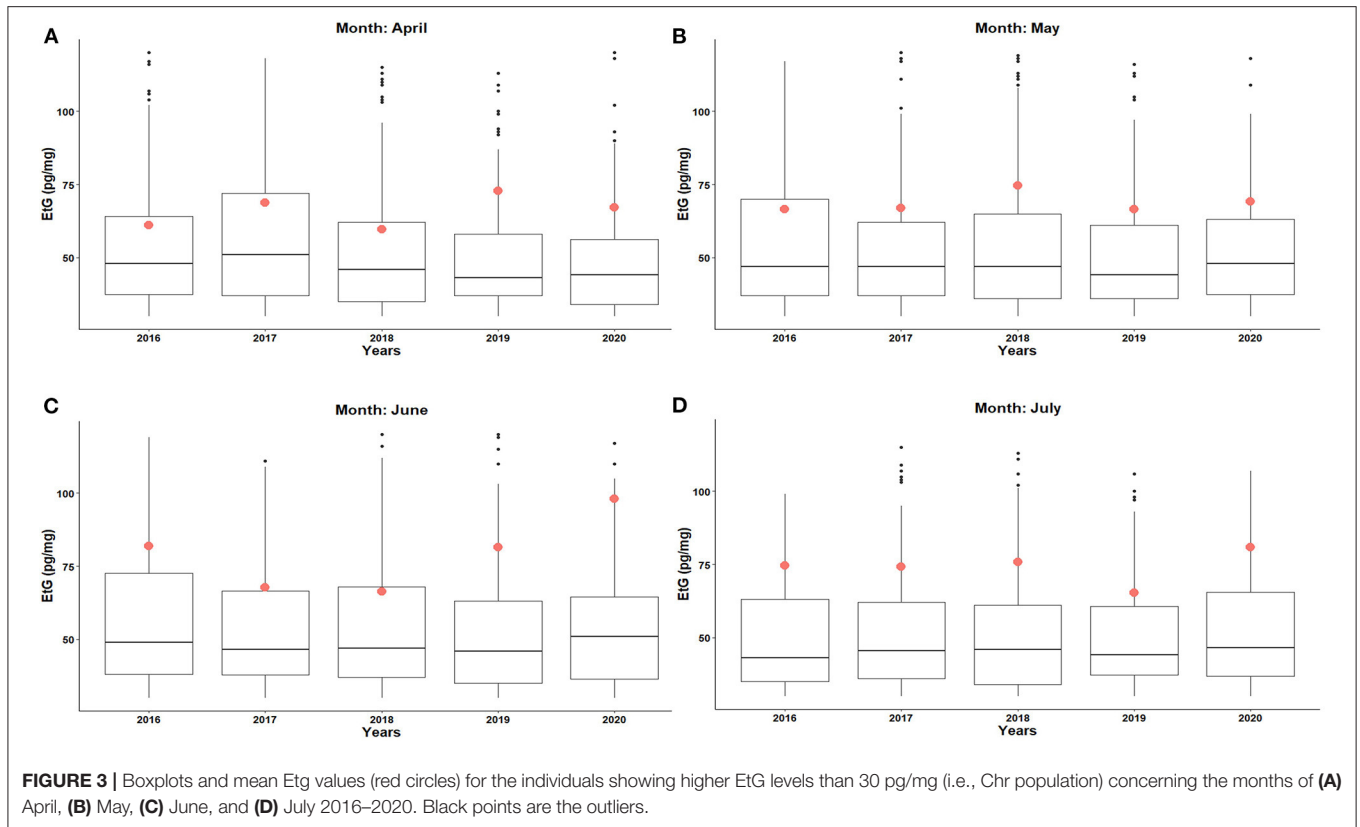 A
Month: April
EtG (pg/mg)
100
75
50
2016 2017 2018 2019 2020
Years
B
Month: May
EtG (pg/mg)
100
75
50
2016 2017 2018 2019 2020
Years
C
Month: June
EtG (pg/mg)
100
75
50
2016 2017 2018 2019 2020
Years
D
Month: July
EtG (pg/mg)
100
75
50
2016 2017 2018 2019 2020
Years
FIGURE 3 | Boxplots and mean Etg values (red circles) for the individuals showing higher EtG levels than 30 pg/mg (i.e., Chr population) concerning the months of (A)
April, (B) May, (C) June, and (D) July 2016–2020. Black points are the outliers.